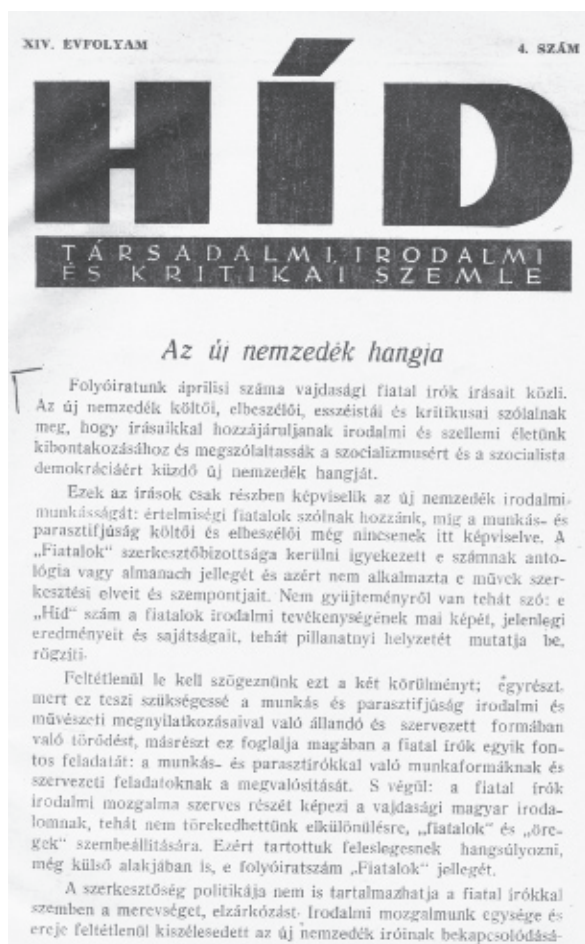 XIV. ÉVFOLYAM 4. SZÁM
HÍD
TÁRSADALMI, IRODALMI
ÉS KRITIKAI SZEMLE
Az új nemzedék hangja
Folyóiratunk áprilisi száma vajdasági fiatal írók írásait közli.
Az új nemzedék költői, elbeszélői, esszéistái és kritikusai szólalnak
meg, hogy írásaikkal hozzájáruljanak irodalmi és szellemi életünk
kibontakozásához és megszólaltassák a szocializmusért és a szocialista
demokráciáért küzdő új nemzedék hangját.
Ezek az írások csak részben képviselik az új nemzedék irodalmi
munkásságát: értelmiségi fiatalok szólnak hozzánk, míg a munkás- és
parasztifjúság költői és elbeszélői még nincsenek itt képviselve. A
„Fiatalok" szerkesztőbizottsága kerülni igyekezett e számnak anto-
lógia vagy almanach jellegét és azért nem alkalmazta e művek szer-
kesztési elveit és szempontjait. Nem gyüjteményről van tehát szó: e
„Híd" szám a fiatalok irodalmi tevékenységének mai képét, jelenlegi
eredményeit és sajátságait, tehát pillanatnyi helyzetét mutatja be,
rögzíti.
Feltétlenül le kell szögeznünk ezt a két körülményt; egyrészt,
mert ez teszi szükségessé a munkás és parasztifjúság irodalmi és
művészeti megnyilatkozásaival való állandó és szervezett formában
való törődést, másrészt ez foglalja magában a fiatal írók egyik fon-
tos feladatát: a munkás- és parasztírókkal való munkaformáknak és
szervezeti feladatoknak a megvalósítását. S végül: a fiatal írók
irodalmi mozgalma szerves részét képezi a vajdasági magyar iroda-
lomnak, tehát nem törekedhettünk elkülönülésre, „fiatalok" és „öre-
gek" szembeállítására. Ezért tartottuk feleslegesnek hangsúlyozni,
még külső alakjában is, e folyóiratszám „Fiatalok" jellegét.
A szerkesztőség politikája nem is tartalmazhatja a fiatal írókkal
szemben a merevséget, elzárkózást. Irodalmi mozgalmunk egysége és
ereje feltétlenül kiszélesedett az új nemzedék íróinak bekapcsolódásá-